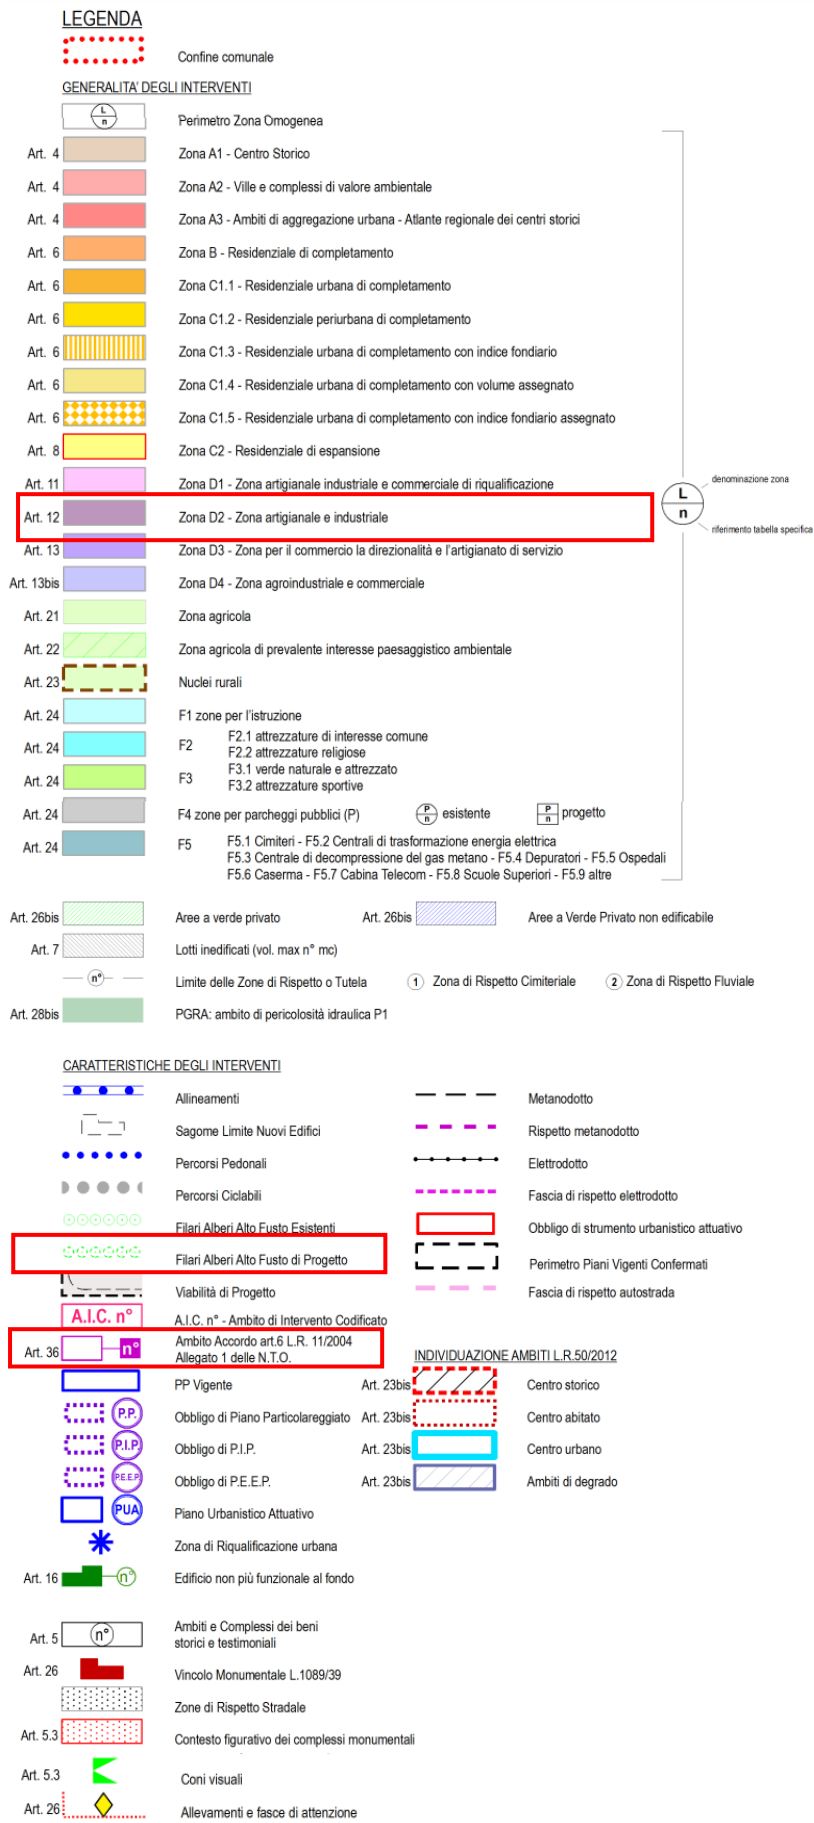 LEGENDA
Confine comunale
GENERALITA' DEGLI INTERVENTI
L
n
Perimetro Zona Omogenea
Art. 4 Zona A1 - Centro Storico
Art. 4 Zona A2 - Ville e complessi di valore ambientale
Art. 4 Zona A3 - Ambiti di aggregazione urbana - Atlante regionale dei centri storici
Art. 6 Zona B - Residenziale di completamento
Art. 6 Zona C1.1 - Residenziale urbana di completamento
Art. 6 Zona C1.2 - Residenziale periurbana di completamento
Art. 6 Zona C1.3 - Residenziale urbana di completamento con indice fondiario
Art. 6 Zona C1.4 - Residenziale urbana di completamento con volume assegnato
Art. 6 Zona C1.5 - Residenziale urbana di completamento con indice fondiario assegnato
Art. 8 Zona C2 - Residenziale di espansione
Art. 11 Zona D1 - Zona artigianale industriale e commerciale di riqualificazione
denominazione zona
L
n
Art. 12 Zona D2 - Zona artigianale e industriale
riferimento tabella specifica
Art. 13 Zona D3 - Zona per il commercio la direzionalità e l'artigianato di servizio
Art. 13bis Zona D4 - Zona agroindustriale e commerciale
Art. 21 Zona agricola
Art. 22 Zona agricola di prevalente interesse paesaggistico ambientale
Art. 23 Nuclei rurali
Art. 24 F1 zone per l'istruzione
Art. 24 F2 F2.1 attrezzature di interesse comune
F2.2 attrezzature religiose
Art. 24 F3 F3.1 verde naturale e attrezzato
F3.2 attrezzature sportive
Art. 24 F4 zone per parcheggi pubblici (P) P n esistente P n progetto
Art. 24 F5 F5.1 Cimiteri - F5.2 Centrali di trasformazione energia elettrica
F5.3 Centrale di decompressione del gas metano - F5.4 Depuratori - F5.5 Ospedali
F5.6 Caserma - F5.7 Cabina Telecom - F5.8 Scuole Superiori - F5.9 altre
Art. 26bis Aree a verde privato Art. 26bis Aree a Verde Privato non edificabile
Art. 7 Lotti inedificati (vol. max n° mc)
n° Limite delle Zone di Rispetto o Tutela 1 Zona di Rispetto Cimiteriale 2 Zona di Rispetto Fluviale
Art. 28bis PGRA: ambito di pericolosità idraulica P1
CARATTERISTICHE DEGLI INTERVENTI
Allineamenti Metanodotto
Sagome Limite Nuovi Edifici Rispetto metanodotto
Percorsi Pedonali Elettrodotto
Percorsi Ciclabili Fascia di rispetto elettrodotto
Filari Alberi Alto Fusto Esistenti Obbligo di strumento urbanistico attuativo
Filari Alberi Alto Fusto di Progetto Perimetro Piani Vigenti Confermati
Viabilità di Progetto Fascia di rispetto autostrada
A.I.C. n° A.I.C. n° - Ambito di Intervento Codificato
Art. 36 n° Ambito Accordo art.6 L.R. 11/2004
Allegato 1 delle N.T.O.
INDIVIDUAZIONE AMBITI L.R.50/2012
PP Vigente Art. 23bis Centro storico
P.P. Obbligo di Piano Particolareggiato Art. 23bis Centro abitato
P.I.P. Obbligo di P.I.P. Art. 23bis Centro urbano
P.E.E.P. Obbligo di P.E.E.P. Art. 23bis Ambiti di degrado
PUA Piano Urbanistico Attuativo
Zona di Riqualificazione urbana
Art. 16 n° Edificio non più funzionale al fondo
Art. 5 n° Ambiti e Complessi dei beni
storici e testimoniali
Art. 26 Vincolo Monumentale L.1089/39
Zone di Rispetto Stradale
Art. 5.3 Contesto figurativo dei complessi monumentali
Art. 5.3 Coni visuali
Art. 26 Allevamenti e fasce di attenzione